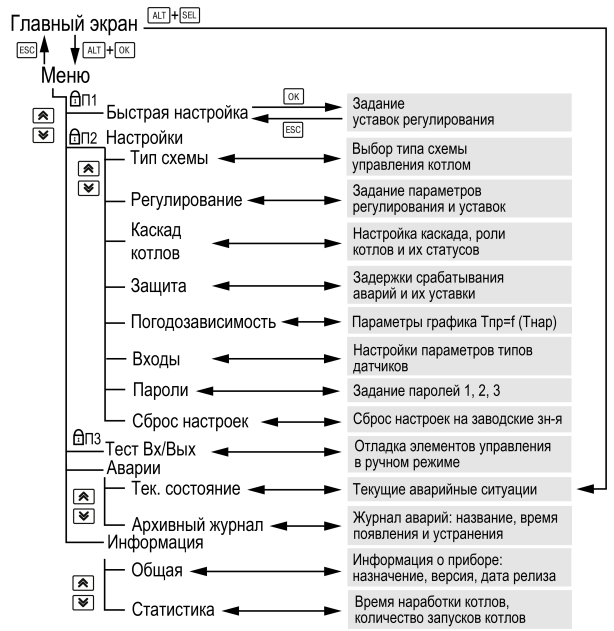 Главный экран
ALT+SEL
ESC
ALT+OK
Меню
П1
Быстрая настройка
OK
ESC
Задание
уставок регулирования
П2 Настройки
Тип схемы
Выбор типа схемы
управления котлом
Регулирование
Задание параметров
регулирования и уставок
Каскад
котлов
Настройка каскада, роли
котлов и их статусов
Защита
Задержки срабатывания
аварий и их уставки
Погодозависимость
Параметры графика Тпр=f (Тнар)
Входы
Настройки параметров типов
датчиков
Пароли
Задание паролей 1, 2, 3
Сброс настроек
Сброс настроек на заводские зн-я
П3
Тест Вх/Вых
Отладка элементов управления
в ручном режиме
Аварии
Тек. состояние
Текущие аварийные ситуации
Архивный журнал
Журнал аварий: название, время
появления и устранения
Информация
Общая
Информация о приборе:
назначение, версия, дата релиза
Статистика
Время наработки котлов,
количество запусков котлов